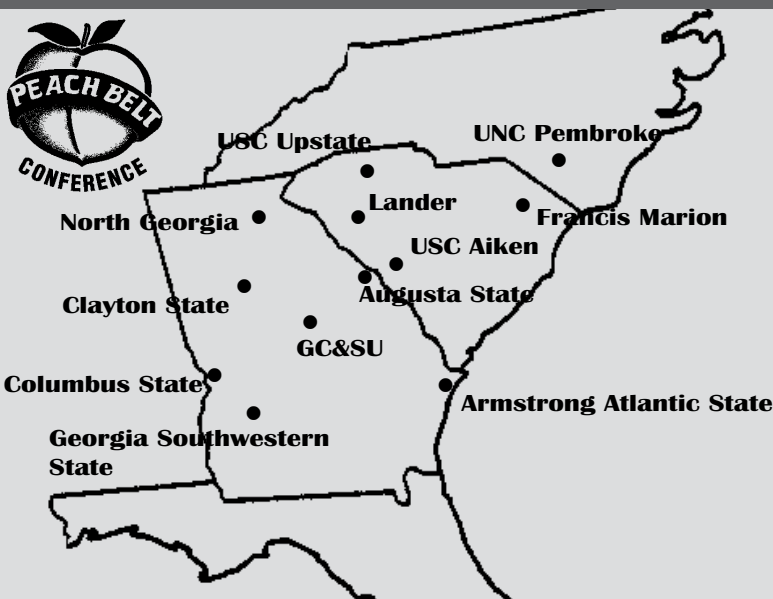 PEACH BELT
CONFERENCE
USC Upstate
UNC Pembroke
Lander
North Georgia
Francis Marion
USC Aiken
Clayton State
Augusta State
GC&SU
Columbus State
Armstrong Atlantic State
Georgia Southwestern
State